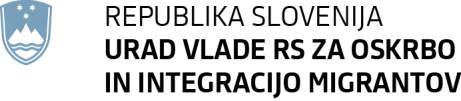 REPUBLIKA SLOVENIJA
URAD VLADE RS ZA OSKRBO
IN INTEGRACIJO MIGRANTOV